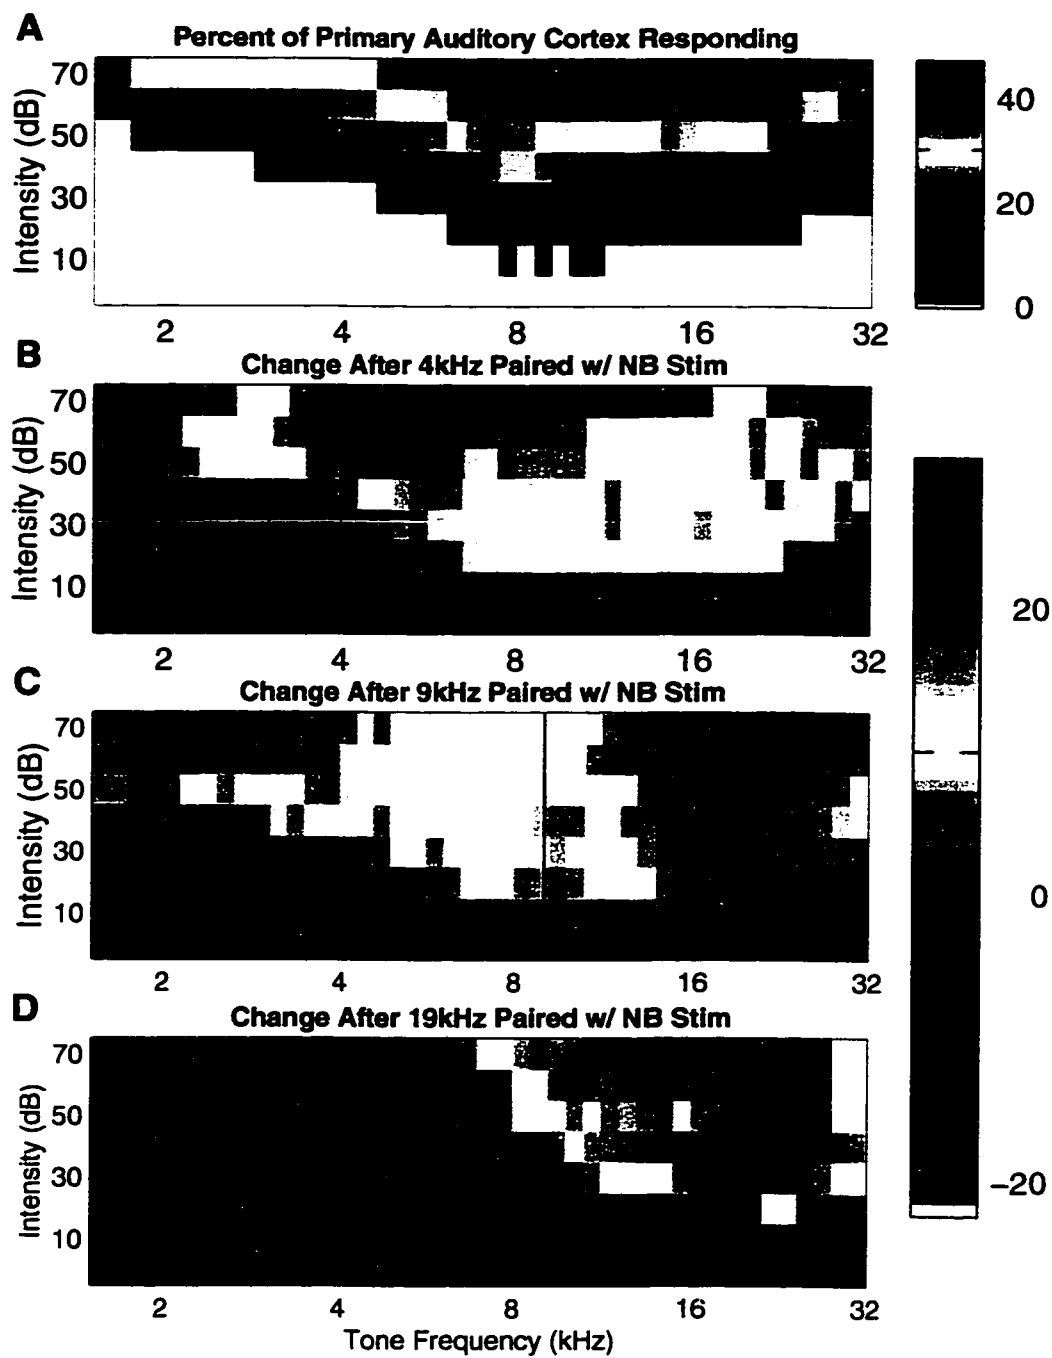 A
Percent of Primary Auditory Cortex Responding
Intensity (dB)
70
50
30
10
2 4 8 16 32
40
20
0
B
Change After 4kHz Paired w/ NB Stim
Intensity (dB)
70
50
30
10
2 4 8 16 32
C
Change After 9kHz Paired w/ NB Stim
Intensity (dB)
70
50
30
10
2 4 8 16 32
20
0
−20
D
Change After 19kHz Paired w/ NB Stim
Intensity (dB)
70
50
30
10
2 4 8 16 32
Tone Frequency (kHz)